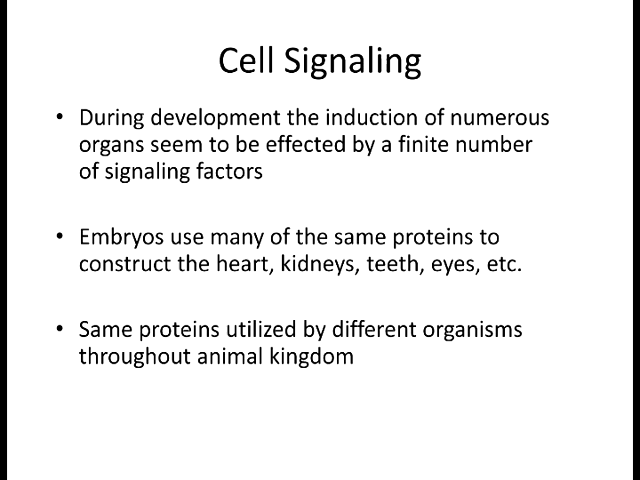 Cell Signaling
• During development the induction of numerous
organs seem to be effected by a finite number
of signaling factors
• Embryos use many of the same proteins to
construct the heart, kidneys, teeth, eyes, etc.
• Same proteins utilized by different organisms
throughout animal kingdom